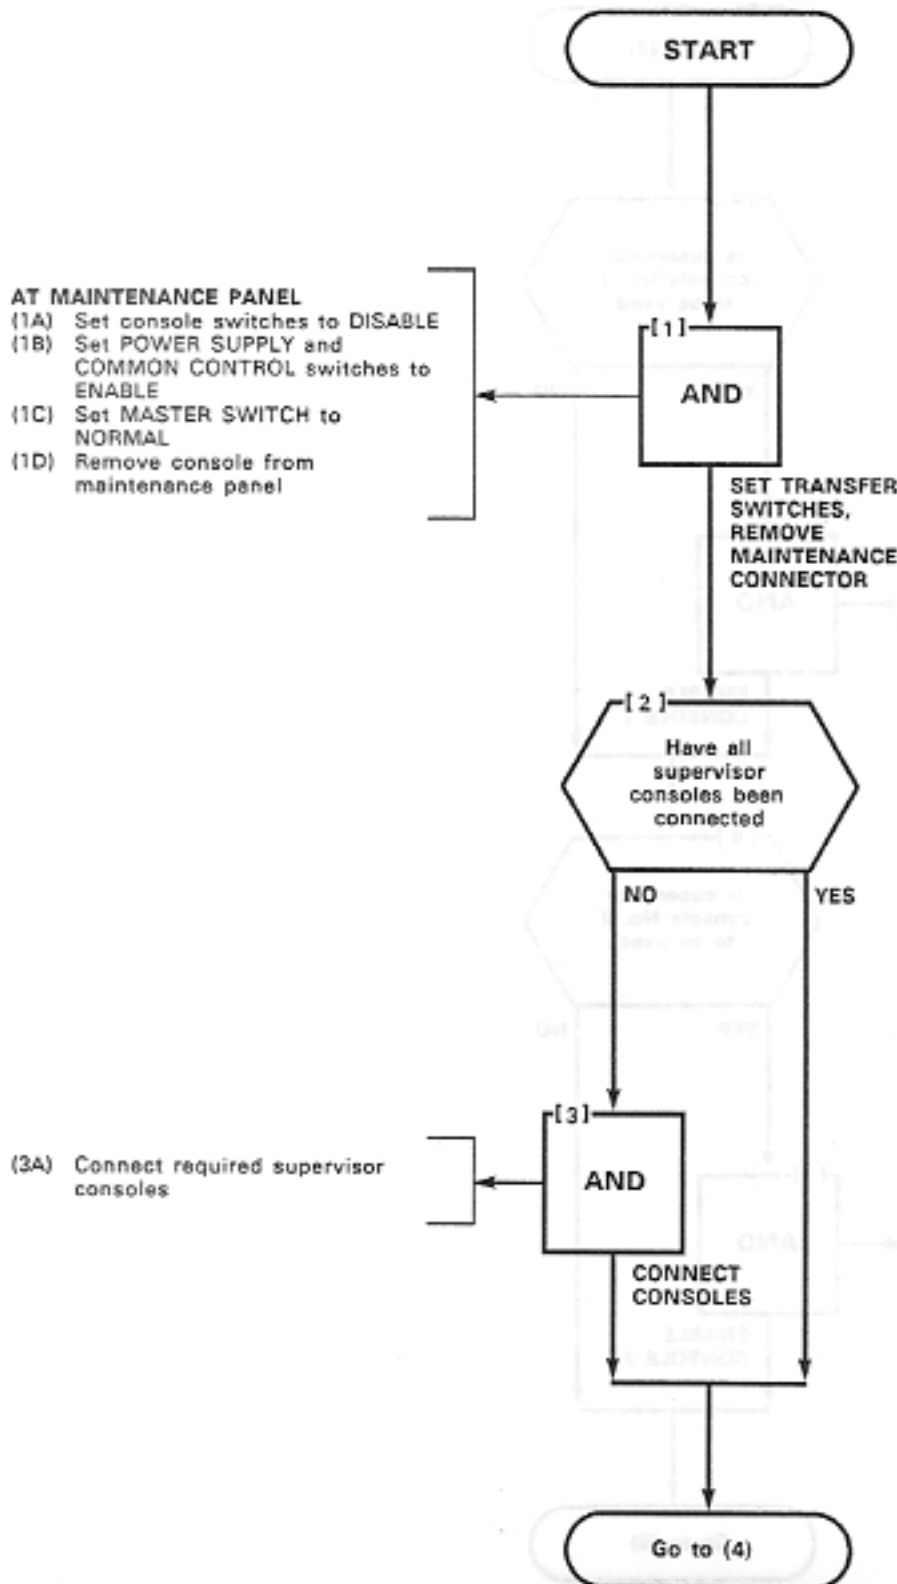 START
AT MAINTENANCE PANEL
(1A) Set console switches to DISABLE
(1B) Set POWER SUPPLY and
COMMON CONTROL switches to
ENABLE
(1C) Set MASTER SWITCH to
NORMAL
(1D) Remove console from
maintenance panel
[1]
AND
SET TRANSFER
SWITCHES,
REMOVE
MAINTENANCE
CONNECTOR
[2]
Have all
supervisor
consoles been
connected
NO
YES
[3]
AND
(3A) Connect required supervisor
consoles
CONNECT
CONSOLES
Go to (4)